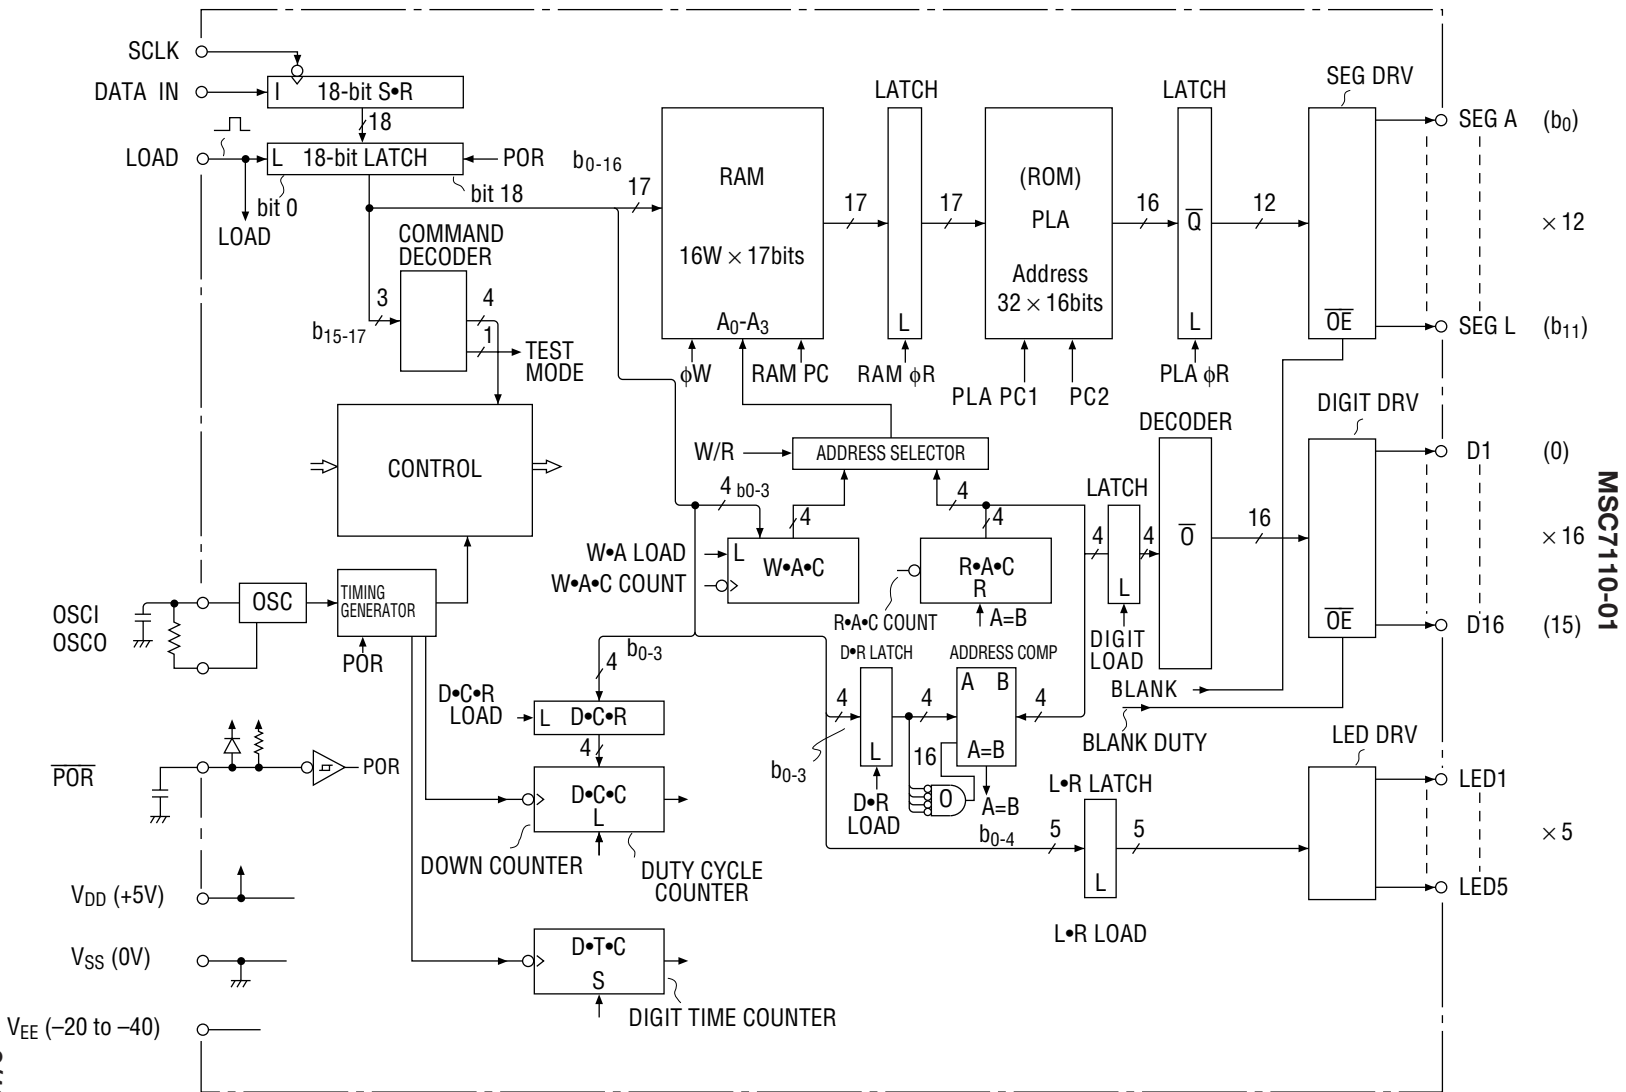 SCLK
DATA IN
I 18-bit S•R
18
LOAD
L 18-bit LATCH
POR
bit 0
bit 18
LOAD
COMMAND
DECODER
3
b15-17
4
1
TEST
MODE
CONTROL
b0-16
17
RAM
16W × 17bits
A0-A3
ϕW
RAM PC
17
LATCH
L
RAM ϕR
17
(ROM)
PLA
Address
32 × 16bits
PLA PC1
PC2
16
LATCH
Q
L
PLA ϕR
12
SEG DRV
OE
SEG A (b0)
× 12
SEG L (b11)
W/R
ADDRESS SELECTOR
4 b0-3
4
4
4
W•A LOAD
W•A•C COUNT
L
W•A•C
R•A•C
R
R•A•C COUNT
A=B
4
LATCH
L
4
DIGIT
LOAD
DECODER
O
16
DIGIT DRV
OE
D1 (0)
× 16
D16 (15)
MSC7110-01
BLANK
BLANK DUTY
OSCI
OSCO
OSC
TIMING
GENERATOR
POR
b0-3
4
D•C•R
LOAD
L D•C•R
4
D•C•C
L
DOWN COUNTER
DUTY CYCLE
COUNTER
D•R LATCH
4
L
b0-3
D•R
LOAD
4
ADDRESS COMP
A B
A=B
4
16
O
A=B
b0-4
5
L•R LATCH
L
5
L•R LOAD
LED DRV
LED1
× 5
LED5
POR
POR
VDD (+5V)
VSS (0V)
VEE (–20 to –40)
D•T•C
S
DIGIT TIME COUNTER